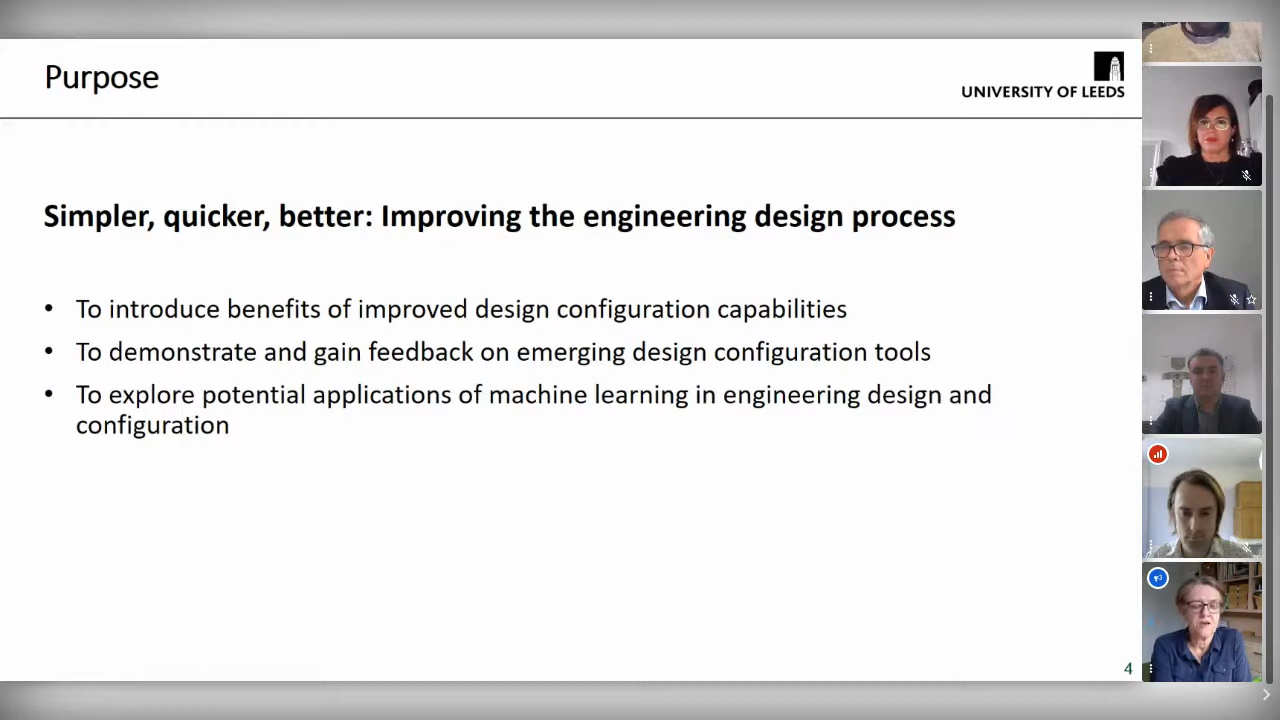 Purpose
UNIVERSITY OF LEEDS
Simpler, quicker, better: Improving the engineering design process
• To introduce benefits of improved design configuration capabilities
• To demonstrate and gain feedback on emerging design configuration tools
• To explore potential applications of machine learning in engineering design and
configuration
4